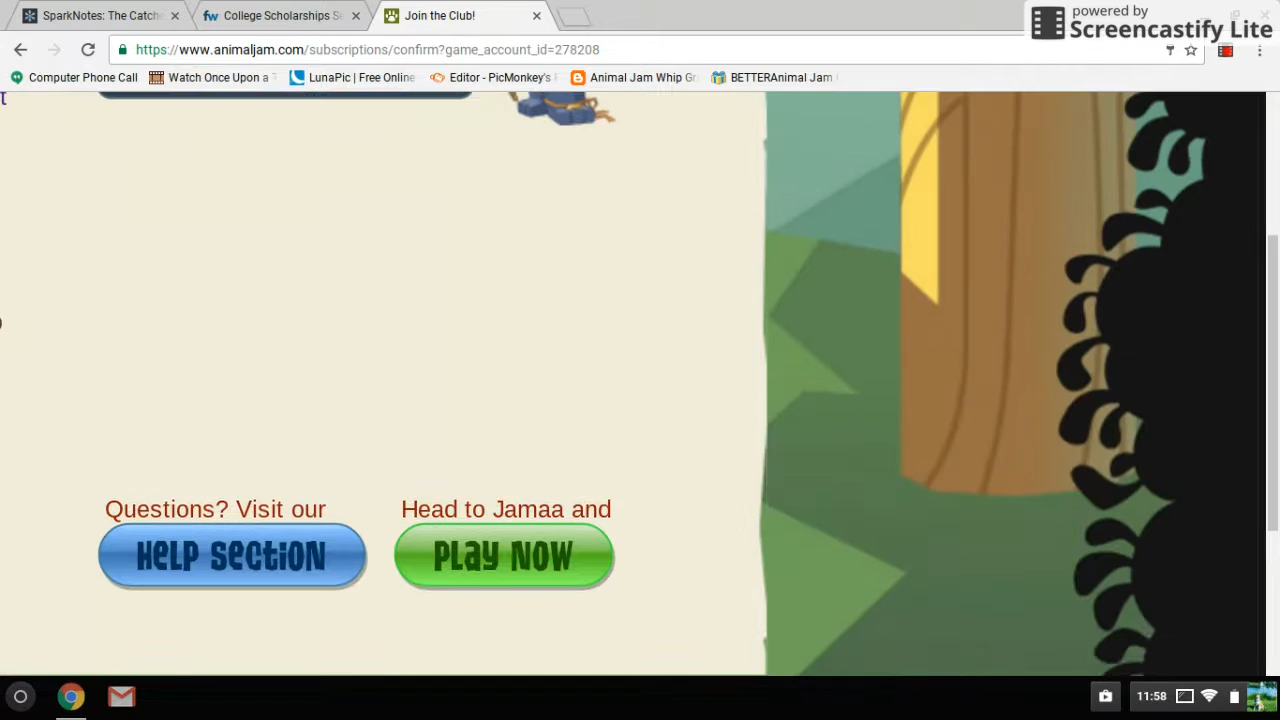 SparkNotes: The Catche
College Scholarships S
Join the Club!
powered by
Screencastify Lite
https://www.animaljam.com/subscriptions/confirm?game_account_id=278208
Computer Phone Call
Watch Once Upon a T
LunaPic | Free Online
Editor - PicMonkey's
Animal Jam Whip Gr
BETTERAnimal Jam
Questions? Visit our
Head to Jamaa and
Help Section
Play Now
11:58